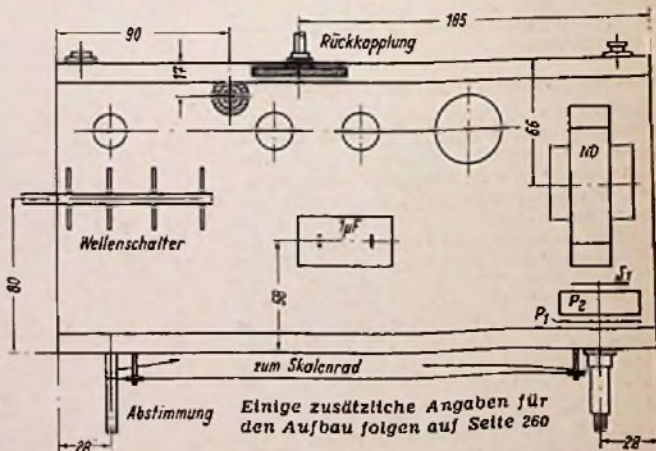 90
185
Rückkopplung
17
66
ND
Wellenschalter
1µF
80
58
S1
P2
P1
zum Skalenrad
Abstimmung
Einige zusätzliche Angaben für
den Aufbau folgen auf Seite 260
28
28